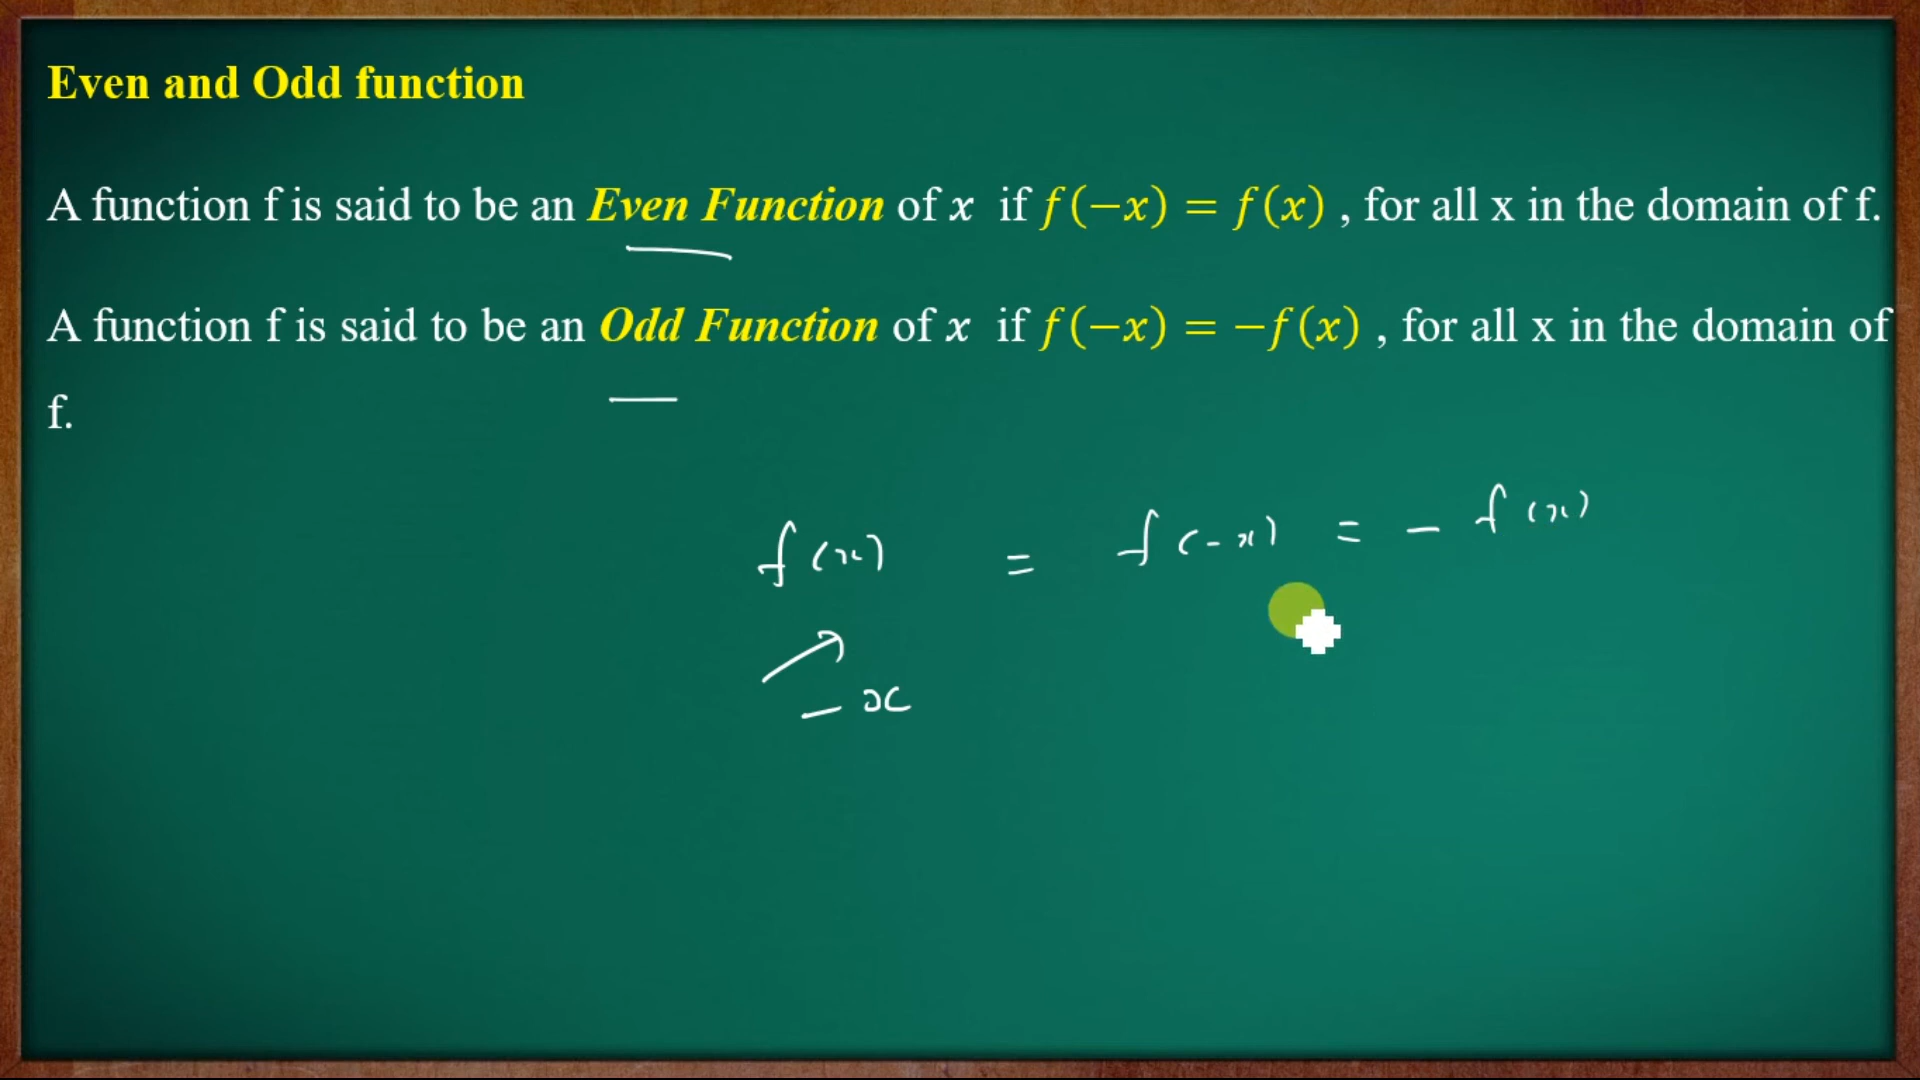 Even and Odd function
A function f is said to be an Even Function of x if f(−x) = f(x) , for all x in the domain of f.
A function f is said to be an Odd Function of x if f(−x) = −f(x) , for all x in the domain of
f.
f(x) = f(-x) = - f(x)
- x